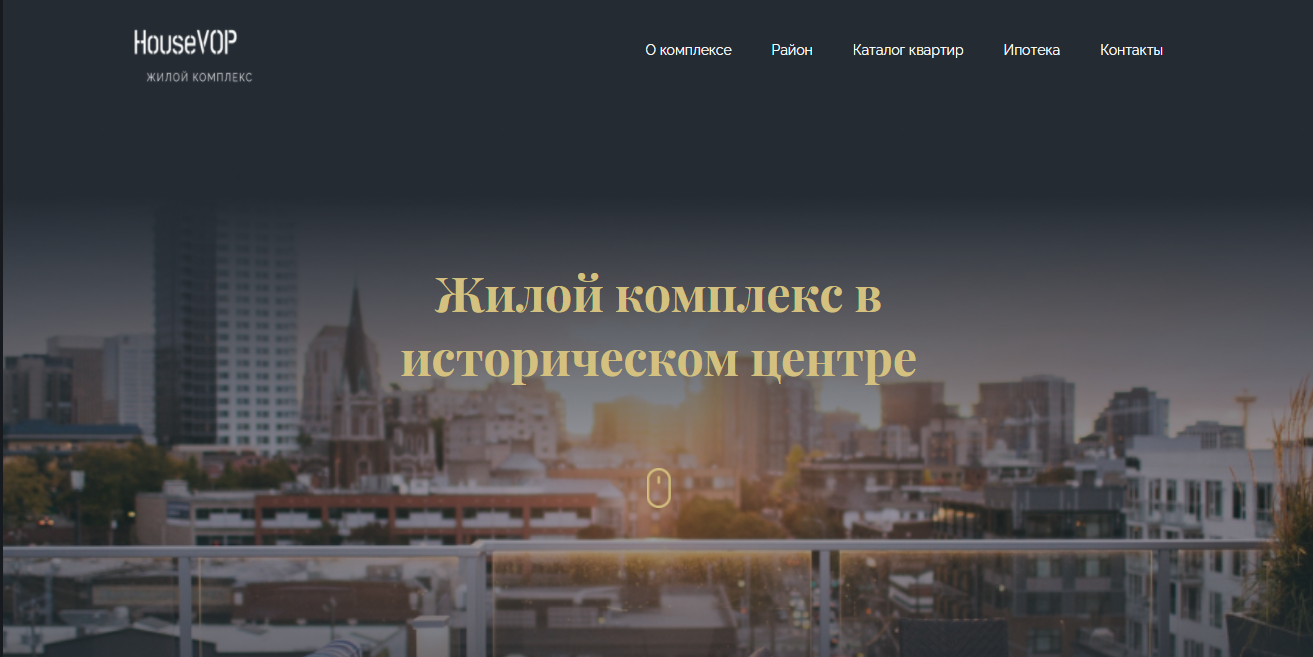 HouseVOP
ЖИЛОЙ КОМПЛЕКС
О комплексе Район Каталог квартир Ипотека Контакты
Жилой комплекс в
историческом центре